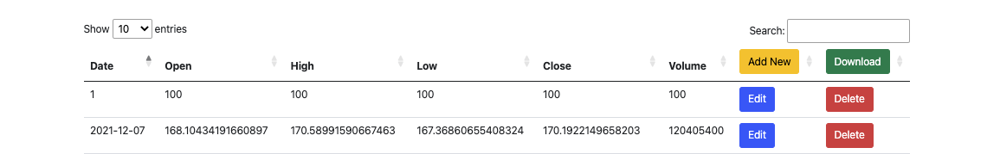 Show 10 entries Search:
Date Open High Low Close Volume Add New Download
1 100 100 100 100 100 Edit Delete
2021-12-07 168.10434191660897 170.58991590667463 167.36860655408324 170.1922149658203 120405400 Edit Delete